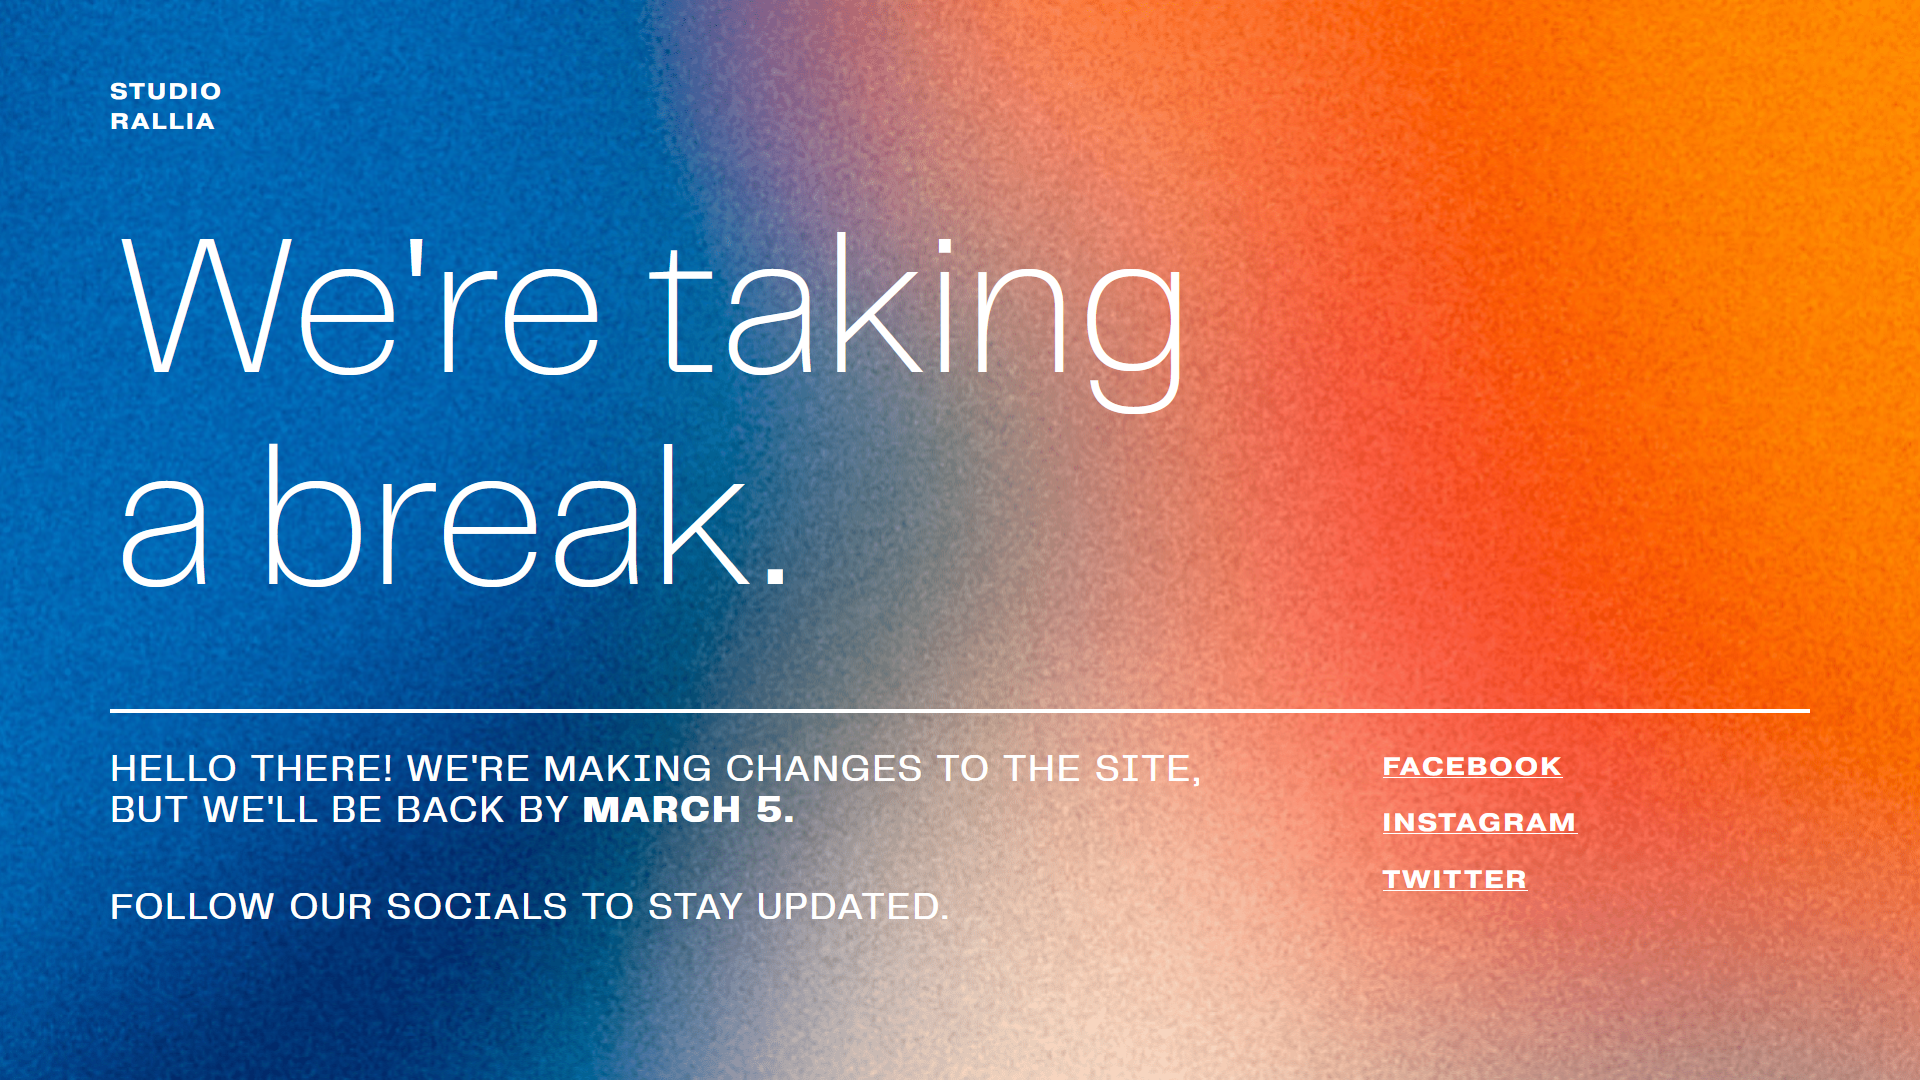 STUDIO
RALLIA
We're taking
a break.
HELLO THERE! WE'RE MAKING CHANGES TO THE SITE,
BUT WE'LL BE BACK BY MARCH 5.
FOLLOW OUR SOCIALS TO STAY UPDATED.
FACEBOOK
INSTAGRAM
TWITTER